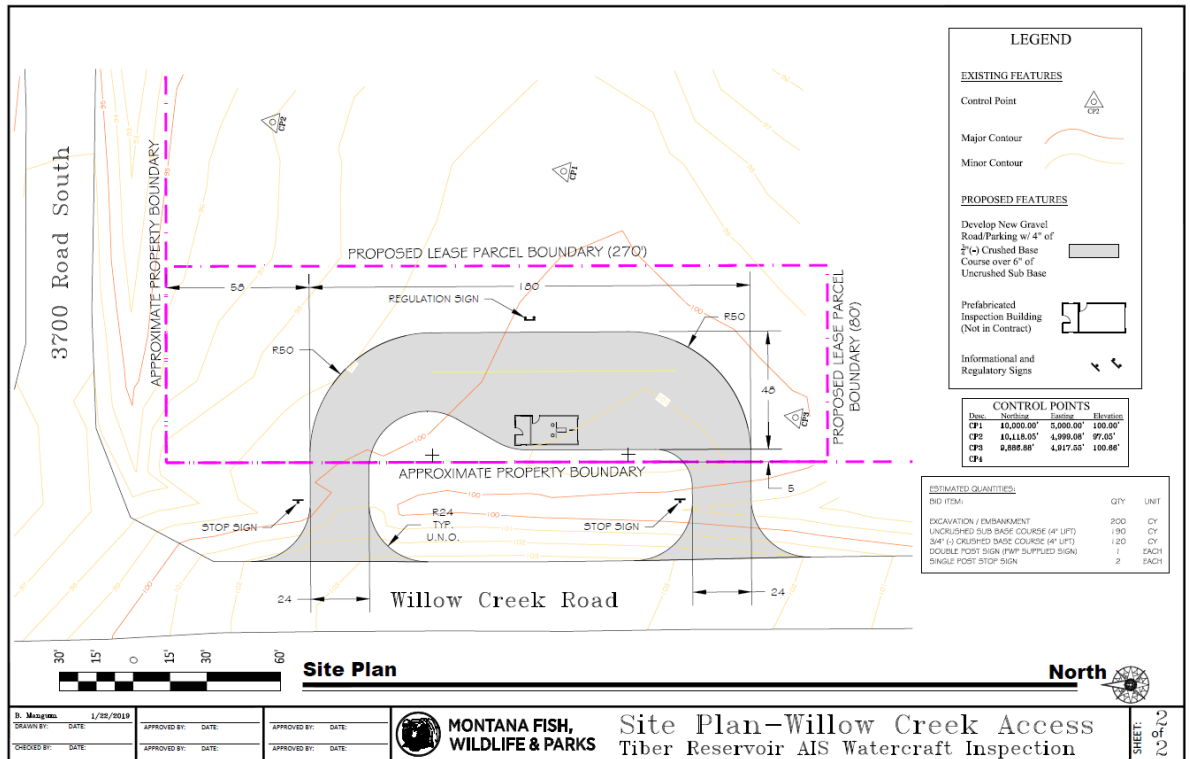 LEGEND
EXISTING FEATURES
Control Point
CP2
Major Contour
Minor Contour
PROPOSED FEATURES
Develop New Gravel
Road/Parking w/ 4" of
3/4"(-) Crushed Base
Course over 6" of
Uncrushed Sub Base
Prefabricated
Inspection Building
(Not in Contract)
Informational and
Regulatory Signs
CONTROL POINTS
Desc. Northing Easting Elevation
CP1 10,000.00' 5,000.00' 100.00'
CP2 10,118.05' 4,999.08' 97.05'
CP3 9,886.86' 4,917.55' 100.66'
CP4
ESTIMATED QUANTITIES:
BID ITEM: QTY UNIT
EXCAVATION / EMBANKMENT 200 CY
UNCRUSHED SUB BASE COURSE (4" LIFT) 190 CY
3/4" (-) CRUSHED BASE COURSE (4" LIFT) 120 CY
DOUBLE POST SIGN (FWP SUPPLIED SIGN) 1 EACH
SINGLE POST STOP SIGN 2 EACH
3700 Road South
APPROXIMATE PROPERTY BOUNDARY
CP2
CP1
PROPOSED LEASE PARCEL BOUNDARY (270')
58
180
REGULATION SIGN
R50
R50
48
PROPOSED LEASE PARCEL
BOUNDARY (80')
CP3
100
APPROXIMATE PROPERTY BOUNDARY
5
STOP SIGN
R24
TYP.
U.N.O.
STOP SIGN
100
100
24
Willow Creek Road
24
30' 15' 0 15' 30' 60'
Site Plan
North
B. Mangum 1/22/2019
DRAWN BY: DATE:
CHECKED BY: DATE:
APPROVED BY: DATE:
APPROVED BY: DATE:
APPROVED BY: DATE:
APPROVED BY: DATE:
MONTANA FISH,
WILDLIFE & PARKS
Site Plan-Willow Creek Access
Tiber Reservoir AIS Watercraft Inspection
SHEET:
2
of
2